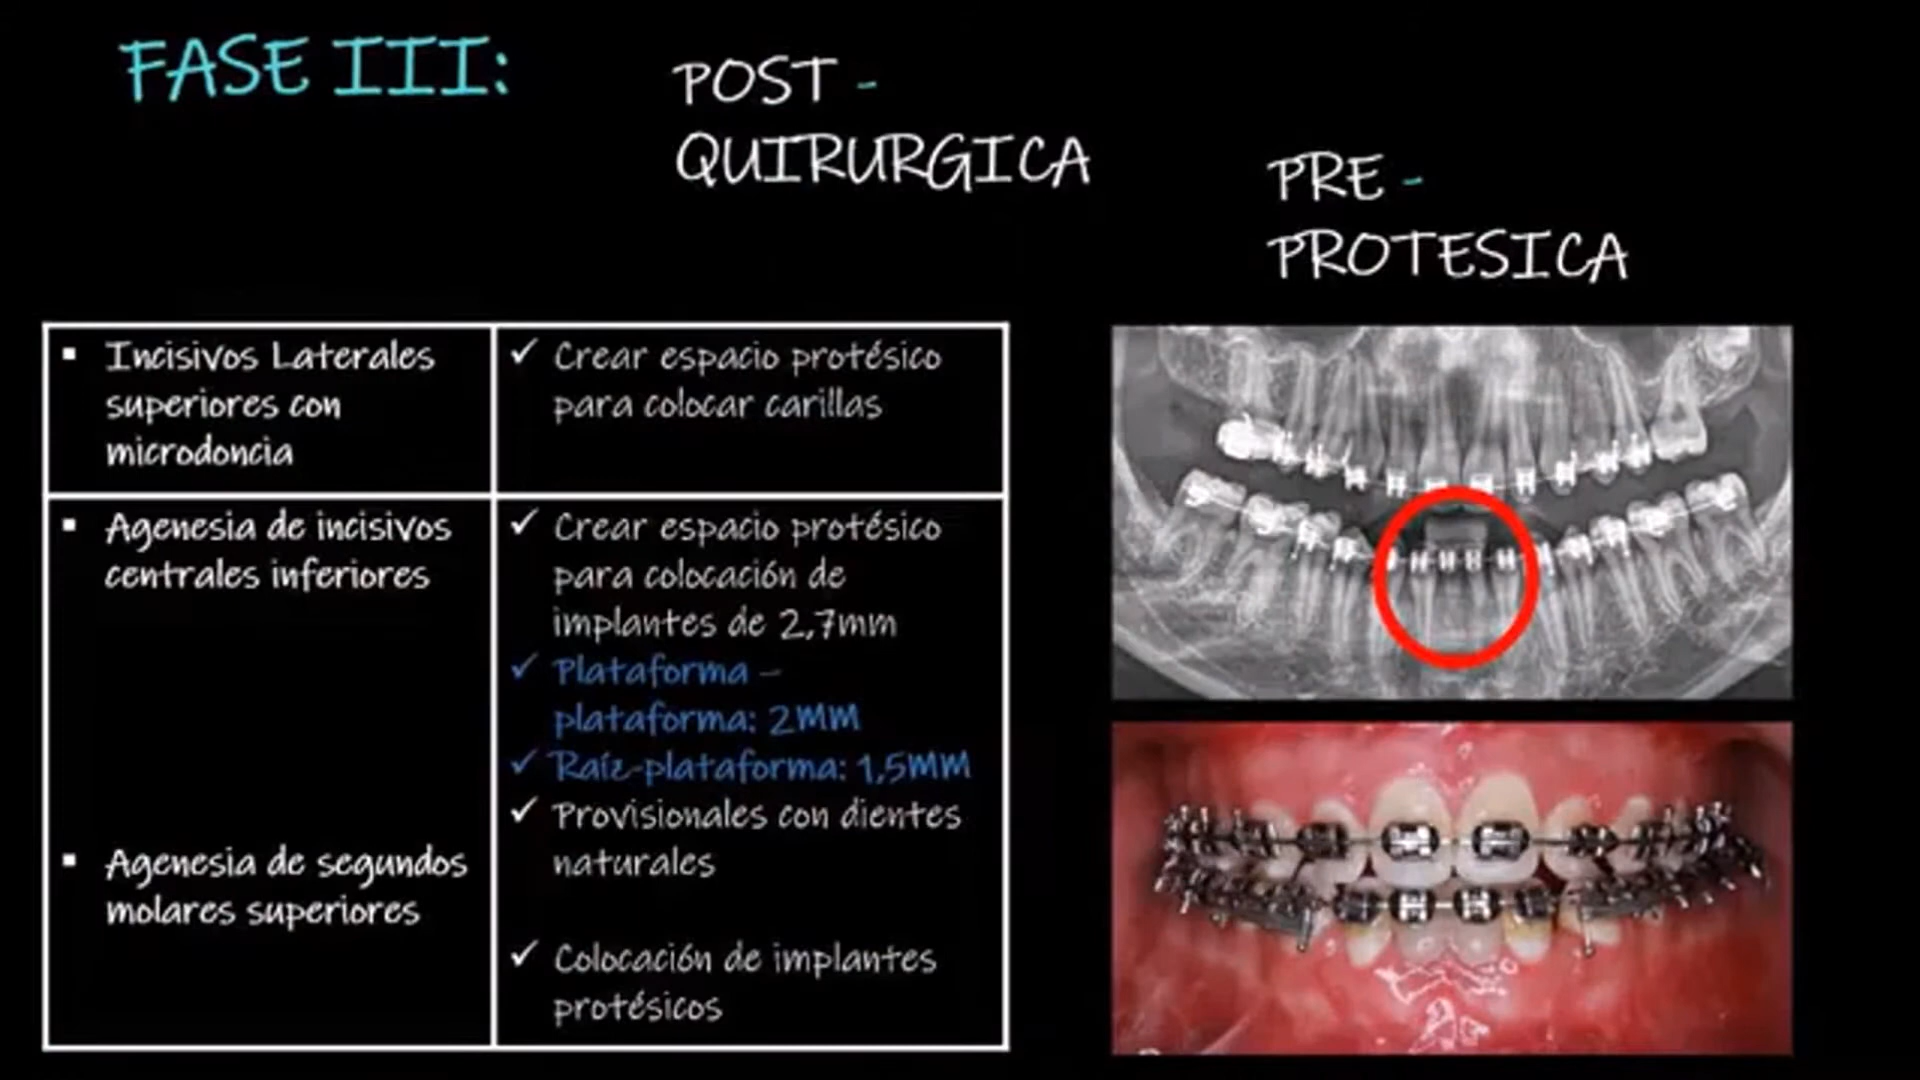 FASE III:
POST -
QUIRURGICA
PRE -
PROTESICA
▪ Incisivos Laterales
superiores con
microdoncia
✓ Crear espacio protésico
para colocar carillas
▪ Agenesia de incisivos
centrales inferiores
✓ Crear espacio protésico
para colocación de
implantes de 2,7mm
✓ Plataforma –
plataforma: 2MM
✓ Raíz-plataforma: 1,5MM
✓ Provisionales con dientes
naturales
▪ Agenesia de segundos
molares superiores
✓ Colocación de implantes
protésicos